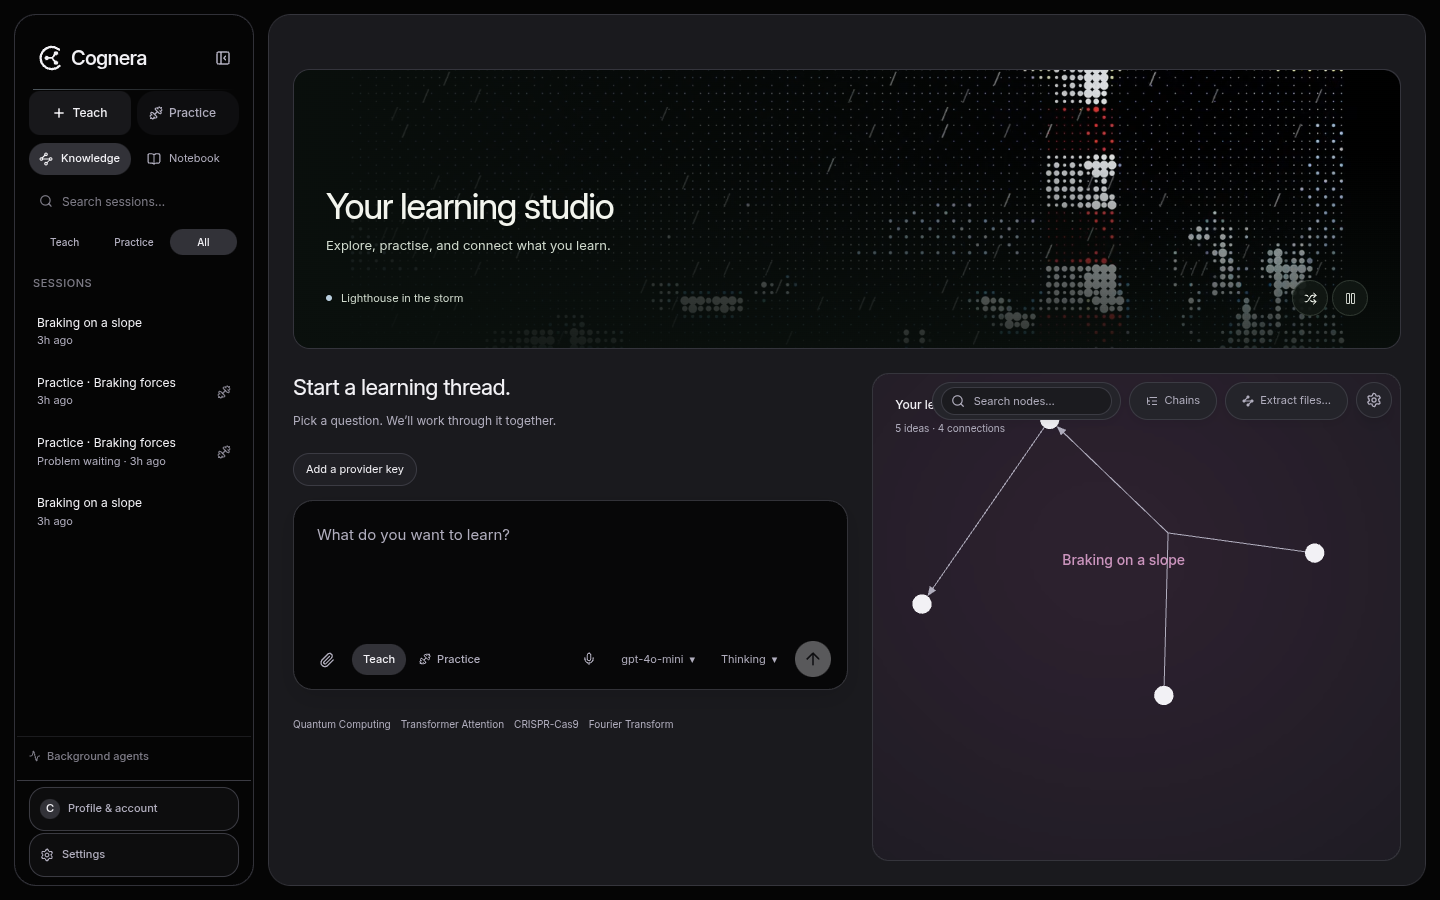 Cognera
Teach
Practice
Knowledge
Notebook
Search sessions...
Teach
Practice
All
SESSIONS
Braking on a slope
3h ago
Practice · Braking forces
3h ago
Practice · Braking forces
Problem waiting · 3h ago
Braking on a slope
3h ago
Background agents
C
Profile & account
Settings
Your learning studio
Explore, practise, and connect what you learn.
Lighthouse in the storm
Start a learning thread.
Pick a question. We'll work through it together.
Add a provider key
What do you want to learn?
Teach
Practice
gpt-4o-mini ▾
Thinking ▾
Quantum Computing
Transformer Attention
CRISPR-Cas9
Fourier Transform
Your le
Search nodes...
Chains
Extract files...
5 ideas · 4 connections
Braking on a slope